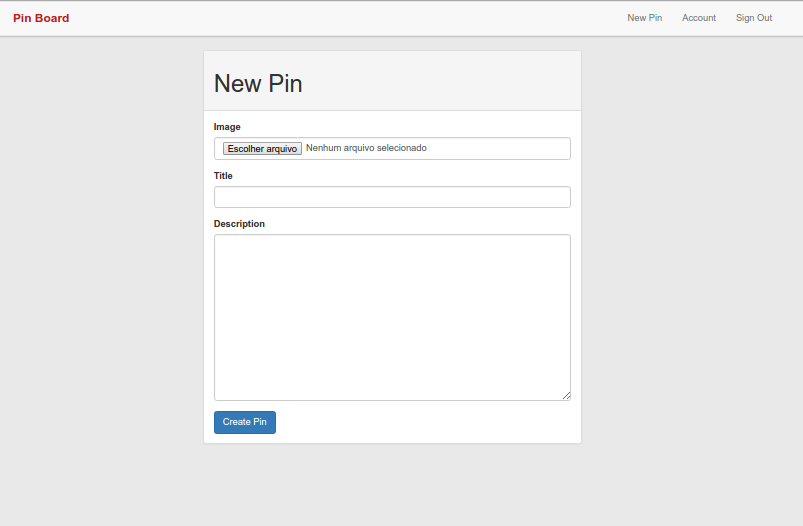 Pin Board New Pin Account Sign Out
New Pin
Image
Escolher arquivo Nenhum arquivo selecionado
Title
Description
Create Pin